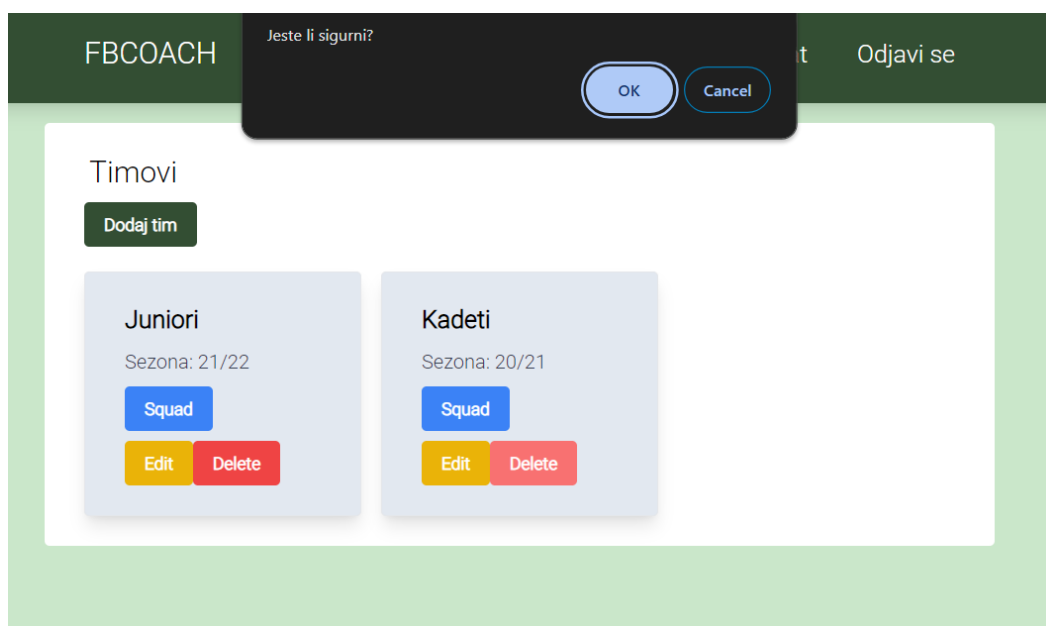 FBCOACH
Jeste li sigurni?
OK Cancel
Odjavi se
Timovi
Dodaj tim
Juniori
Sezona: 21/22
Squad
Edit Delete
Kadeti
Sezona: 20/21
Squad
Edit Delete